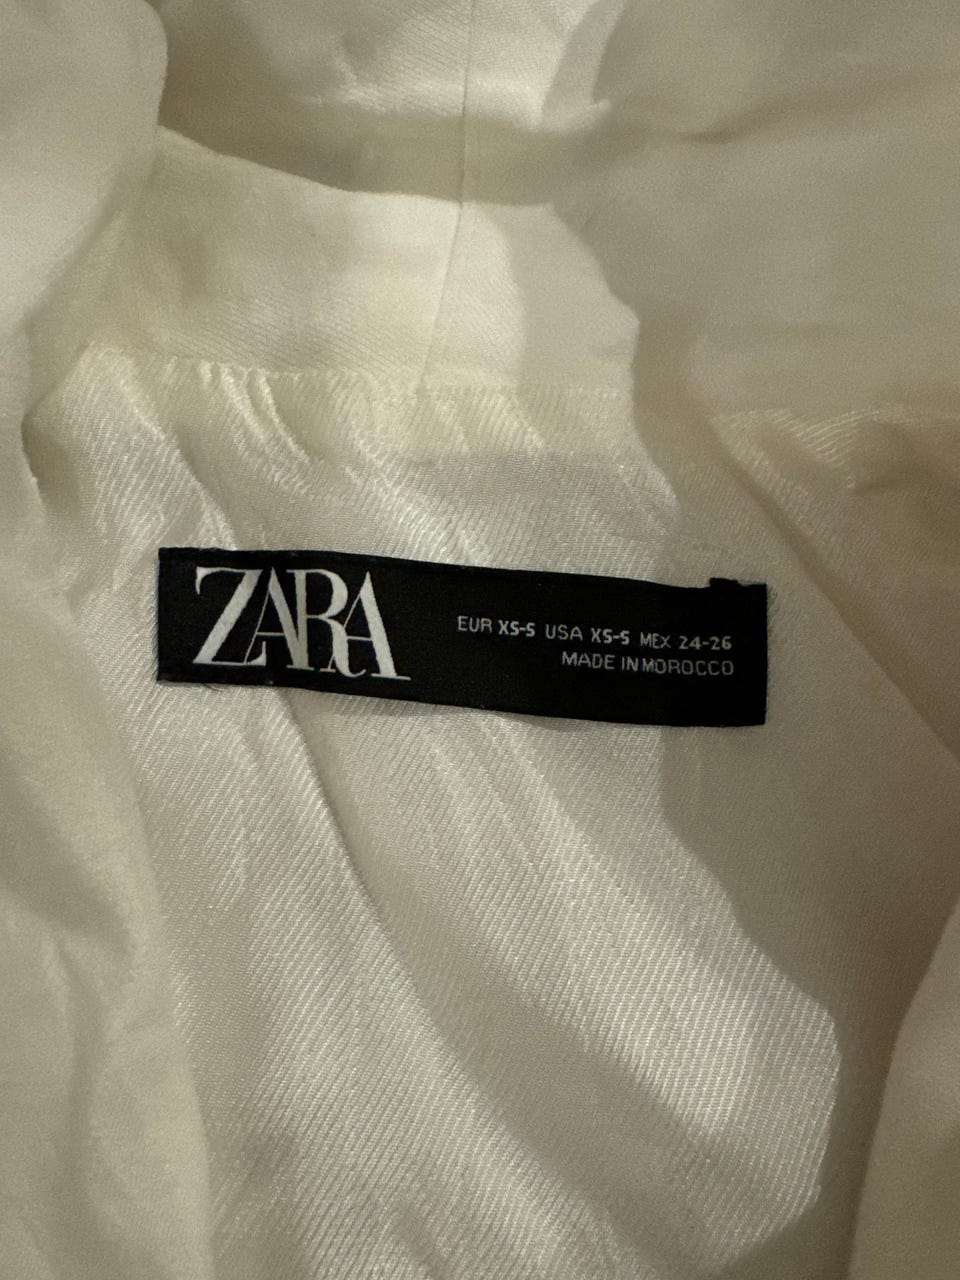 ZARA
EUR XS-S USA XS-S MEX 24-26
MADE IN MOROCCO